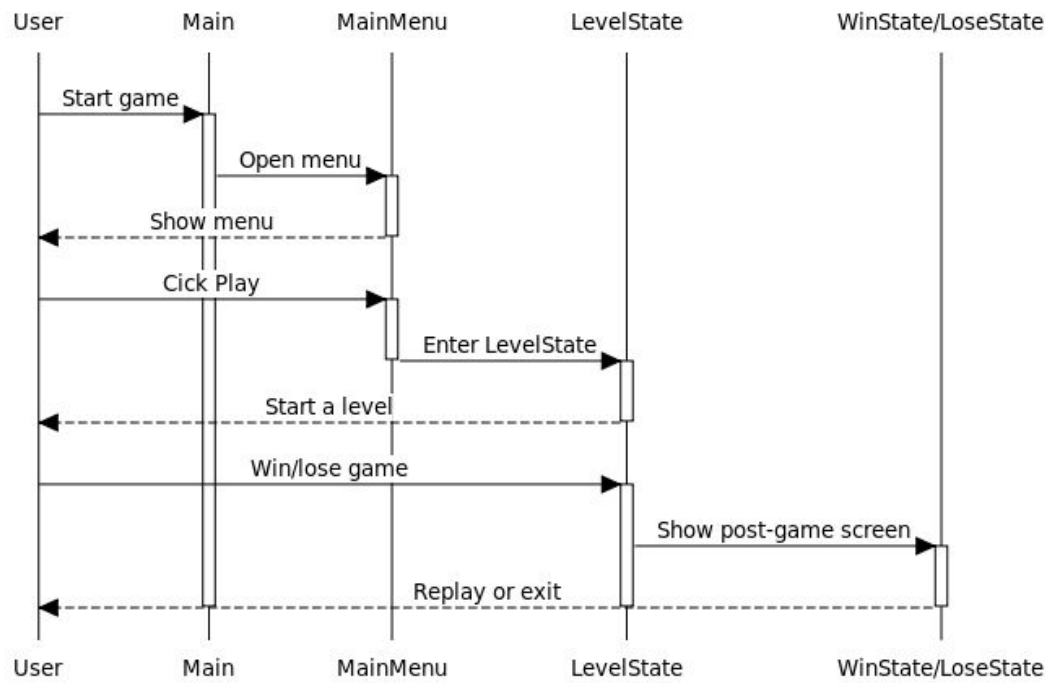 User
Main
MainMenu
LevelState
WinState/LoseState
Start game
Open menu
Show menu
Cick Play
Enter LevelState
Start a level
Win/lose game
Show post-game screen
Replay or exit
User
Main
MainMenu
LevelState
WinState/LoseState